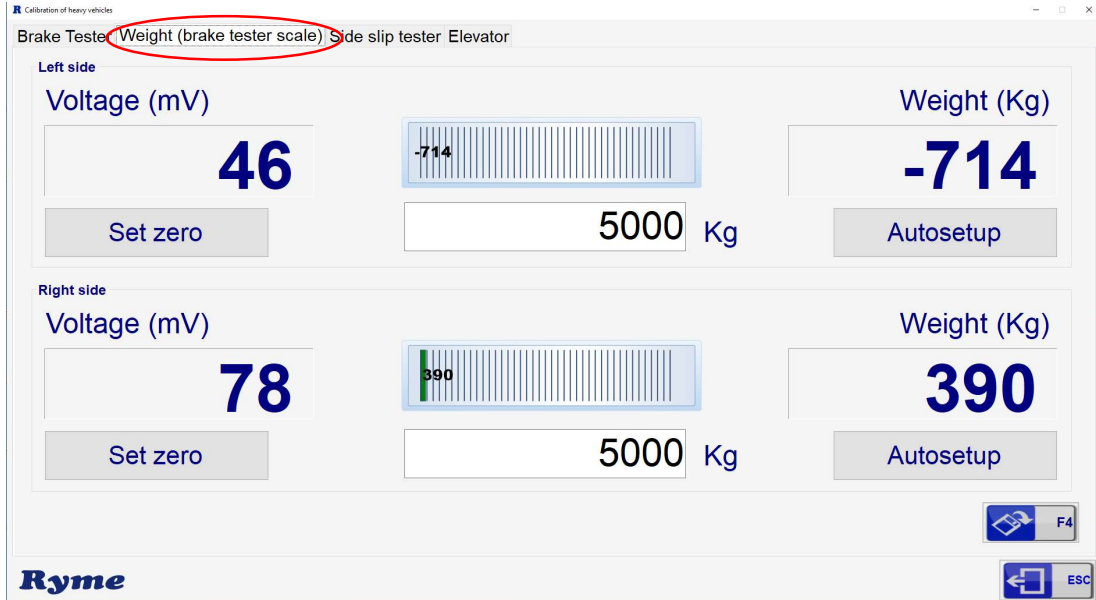 Calibration of heavy vehicles
Brake Tester Weight (brake tester scale) Side slip tester Elevator
Left side
Voltage (mV) Weight (Kg)
46 -714 -714
Set zero 5000 Kg Autosetup
Right side
Voltage (mV) Weight (Kg)
78 390 390
Set zero 5000 Kg Autosetup
F4
Ryme ESC